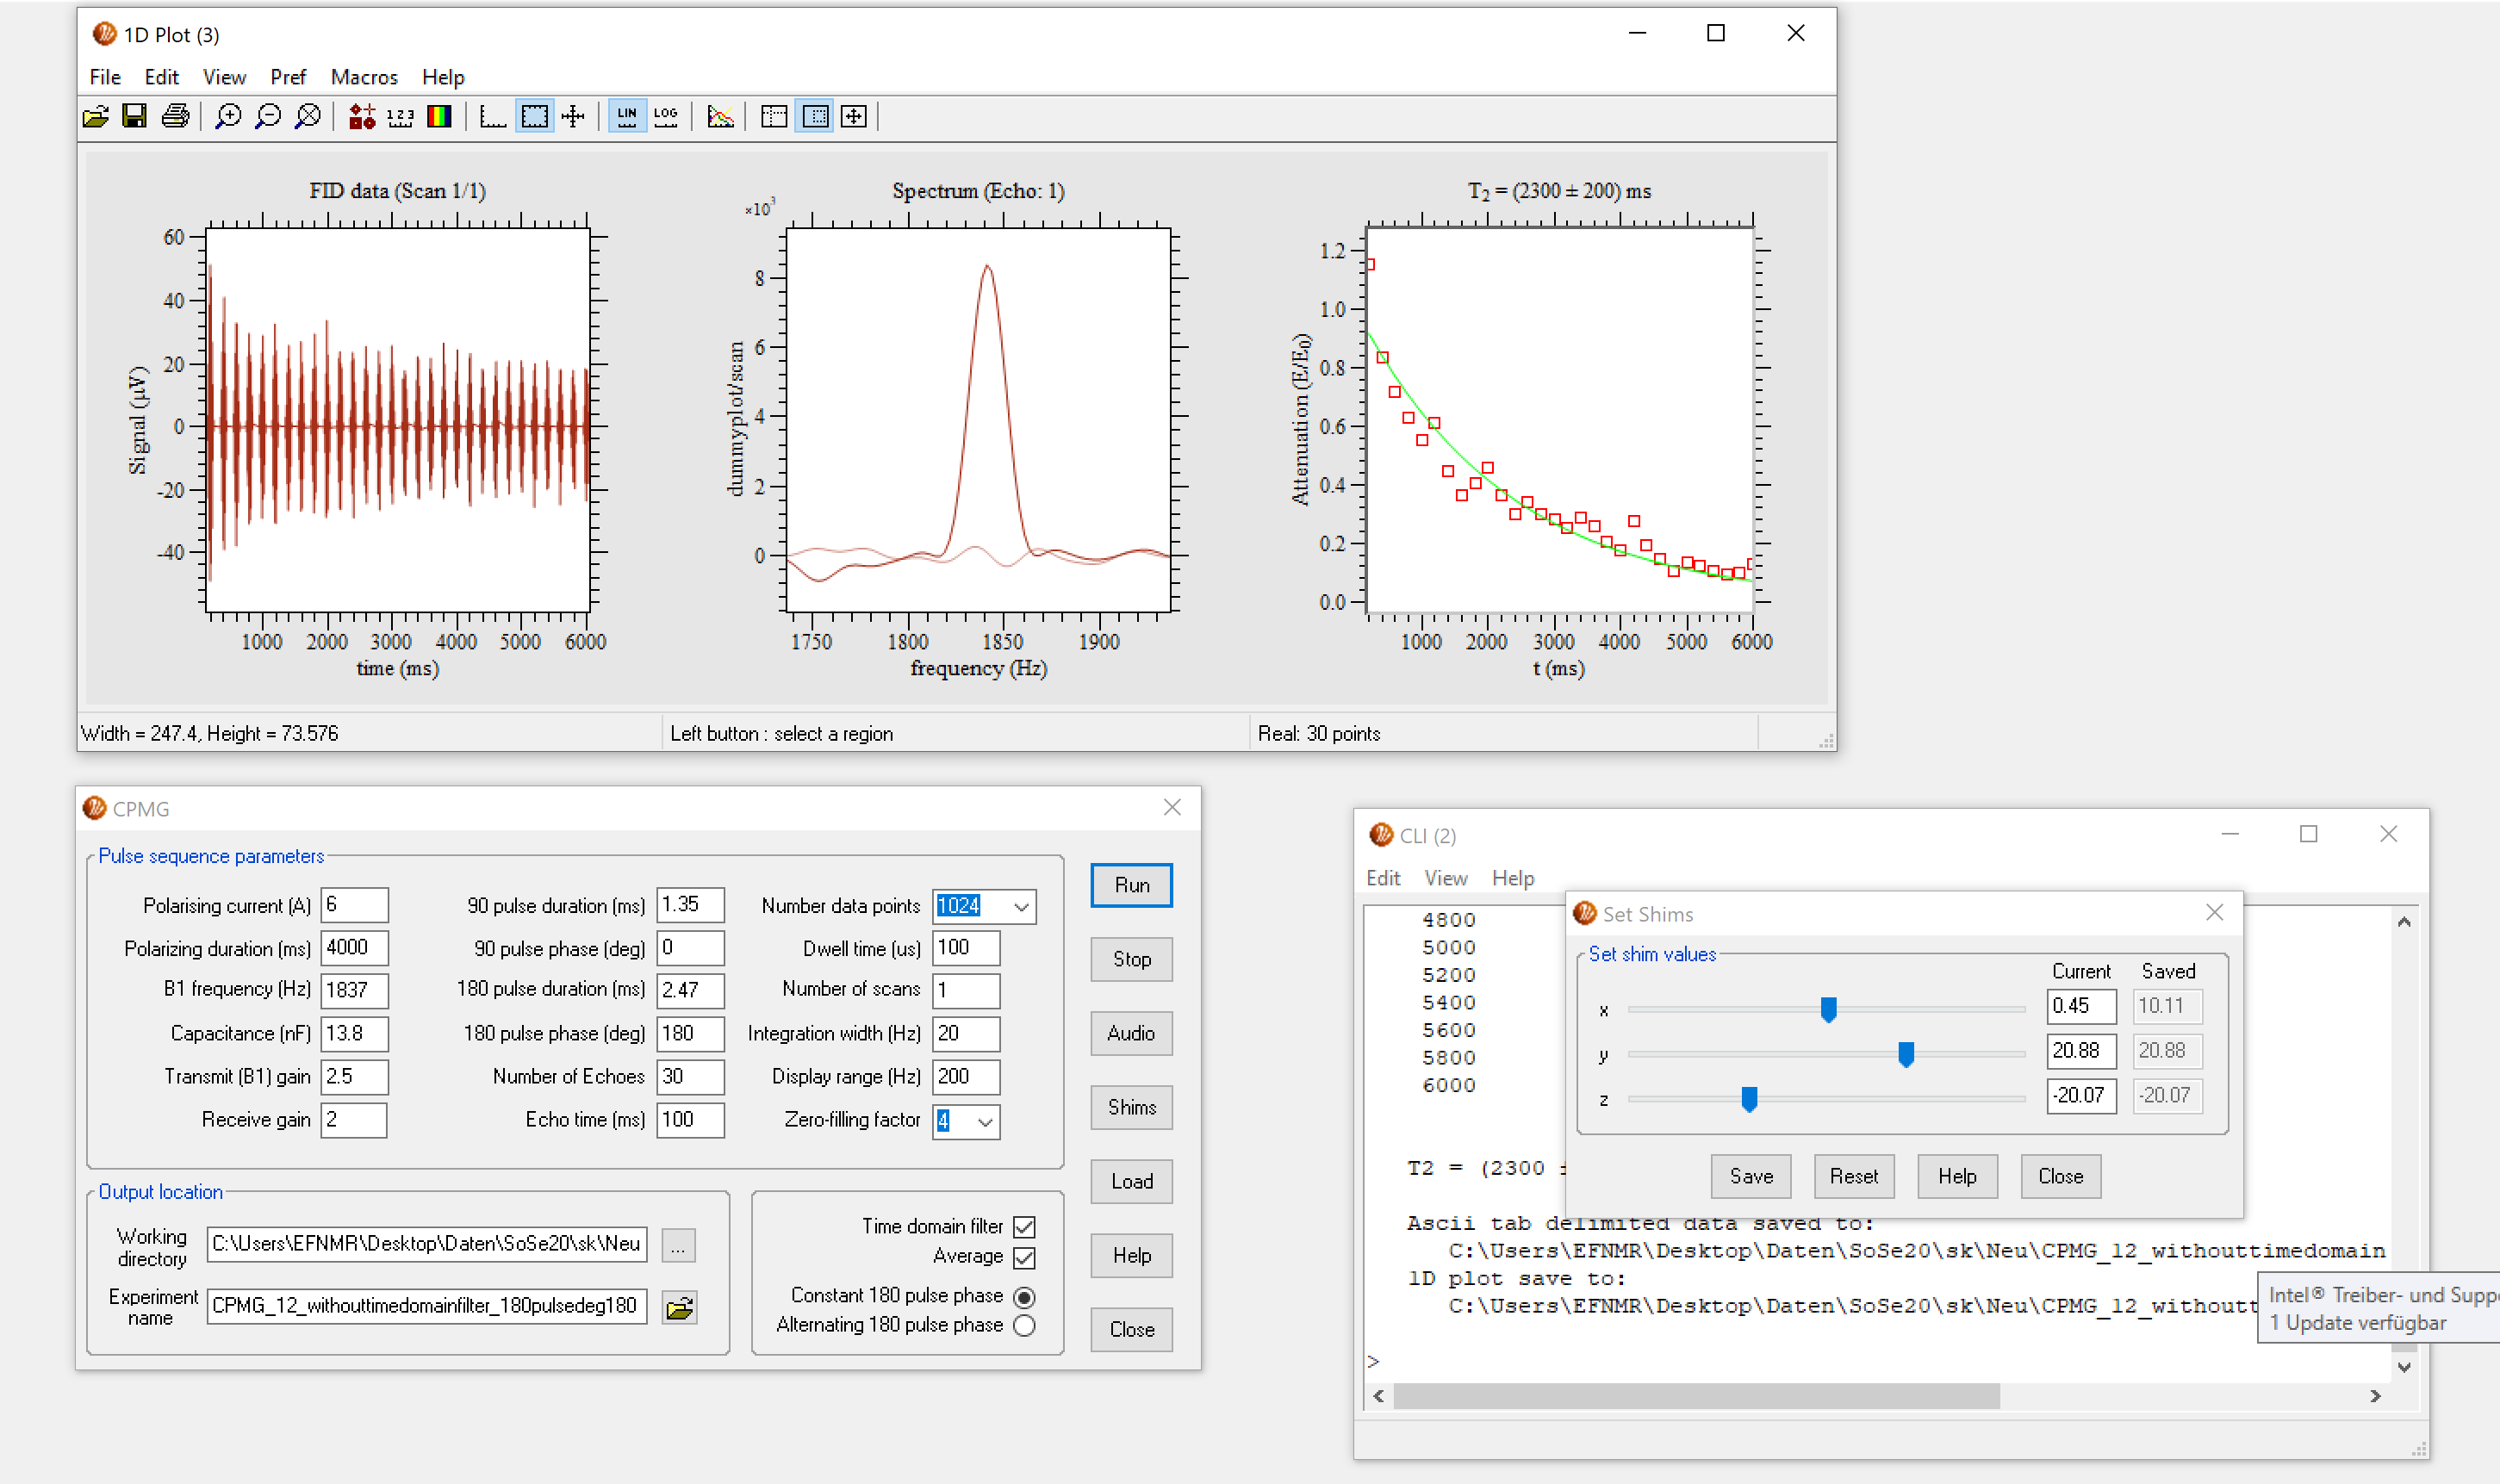 1D Plot (3)
File Edit View Pref Macros Help
1 2 3
LIN
LOG
FID data (Scan 1/1)
Signal (µV)
60
40
20
0
-20
-40
1000 2000 3000 4000 5000 6000
time (ms)
Spectrum (Echo: 1)
×10³
dummyplot/scan
8
6
4
2
0
1750 1800 1850 1900
frequency (Hz)
T₂ = (2300 ± 200) ms
Attenuation (E/E₀)
1.2
1.0
0.8
0.6
0.4
0.2
0.0
1000 2000 3000 4000 5000 6000
t (ms)
Width = 247.4, Height = 73.576
Left button : select a region
Real: 30 points
CPMG
Pulse sequence parameters
Polarising current (A) 6
Polarizing duration (ms) 4000
B1 frequency (Hz) 1837
Capacitance (nF) 13.8
Transmit (B1) gain 2.5
Receive gain 2
90 pulse duration (ms) 1.35
90 pulse phase (deg) 0
180 pulse duration (ms) 2.47
180 pulse phase (deg) 180
Number of Echoes 30
Echo time (ms) 100
Number data points 1024
Dwell time (us) 100
Number of scans 1
Integration width (Hz) 20
Display range (Hz) 200
Zero-filling factor 4
Run
Stop
Audio
Shims
Load
Help
Close
Output location
Working directory C:\Users\EFNMR\Desktop\Daten\SoSe20\sk\Neu
...
Experiment name CPMG_12_withouttimedomainfilter_180pulsedeg180
Time domain filter
Average
Constant 180 pulse phase
Alternating 180 pulse phase
CLI (2)
Edit View Help
4800
5000
5200
5400
5600
5800
6000
T2 = (2300 ±
Ascii tab delimited data saved to:
C:\Users\EFNMR\Desktop\Daten\SoSe20\sk\Neu\CPMG_12_withouttimedomain
1D plot save to:
C:\Users\EFNMR\Desktop\Daten\SoSe20\sk\Neu\CPMG_12_withoutt
>
Set Shims
Set shim values
Current Saved
x 0.45 10.11
y 20.88 20.88
z -20.07 -20.07
Save Reset Help Close
Intel® Treiber- und Supp
1 Update verfügbar